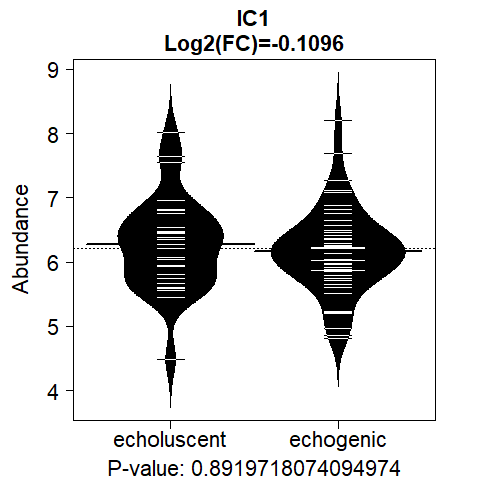 IC1
Log2(FC)=-0.1096
Abundance
9
8
7
6
5
4
echoluscent echogenic
P-value: 0.8919718074094974